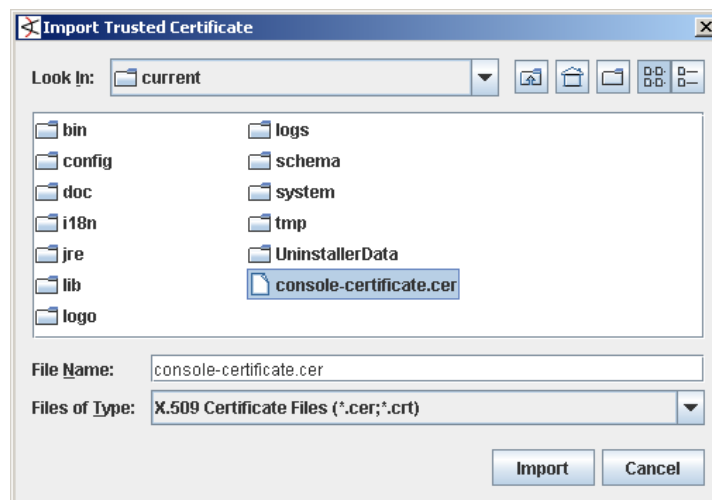 Import Trusted Certificate
Look In: current
bin logs
config schema
doc system
i18n tmp
jre UninstallerData
lib console-certificate.cer
logo
File Name: console-certificate.cer
Files of Type: X.509 Certificate Files (*.cer;*.crt)
Import Cancel